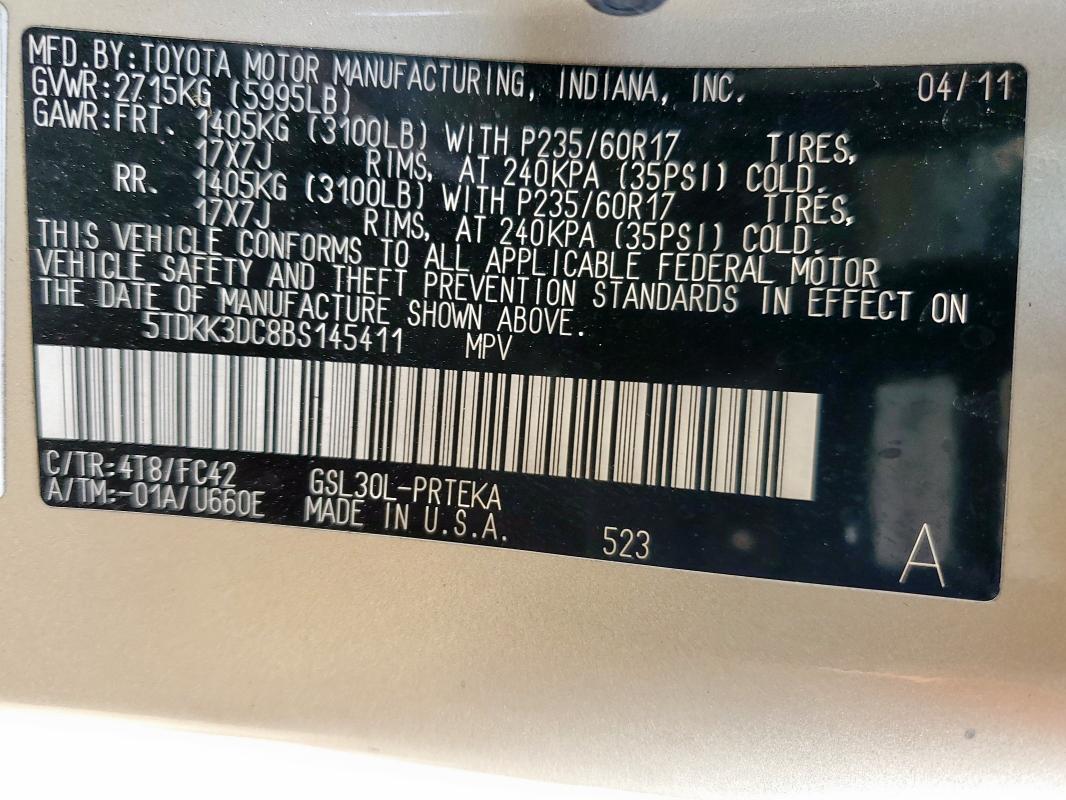 MFD.BY:TOYOTA MOTOR MANUFACTURING, INDIANA, INC. 04/11
GVWR:2715KG (5995LB)
GAWR:FRT. 1405KG (3100LB) WITH P235/60R17 TIRES,
17X7J RIMS, AT 240KPA (35PSI) COLD.
RR. 1405KG (3100LB) WITH P235/60R17 TIRES,
17X7J RIMS, AT 240KPA (35PSI) COLD.
THIS VEHICLE CONFORMS TO ALL APPLICABLE FEDERAL MOTOR
VEHICLE SAFETY AND THEFT PREVENTION STANDARDS IN EFFECT ON
THE DATE OF MANUFACTURE SHOWN ABOVE.
5TDKK3DC8BS145411 MPV
C/TR:4T8/FC42 GSL30L-PRTEKA
A/TM:-01A/U660E MADE IN U.S.A.
523 A